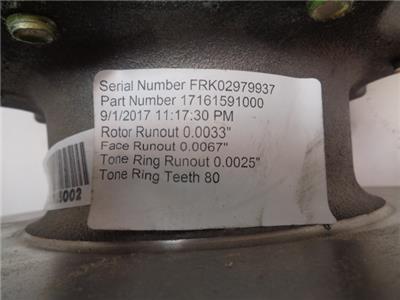 Serial Number FRK02979937
Part Number 17161591000
9/1/2017 11:17:30 PM
Rotor Runout 0.0033"
Face Runout 0.0067"
Tone Ring Runout 0.0025"
Tone Ring Teeth 80